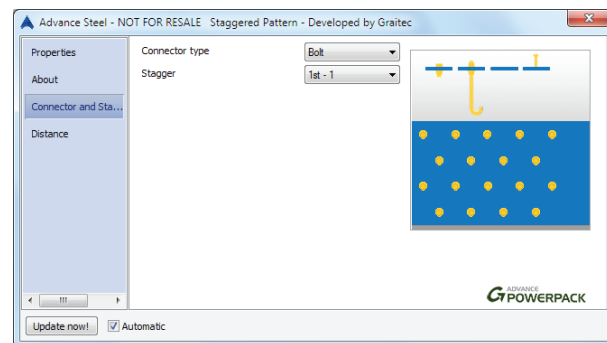 Advance Steel - NOT FOR RESALE Staggered Pattern - Developed by Graitec
Properties
About
Connector and Sta...
Distance
Connector type
Bolt
Stagger
1st - 1
ADVANCE
POWERPACK
Update now!
Automatic